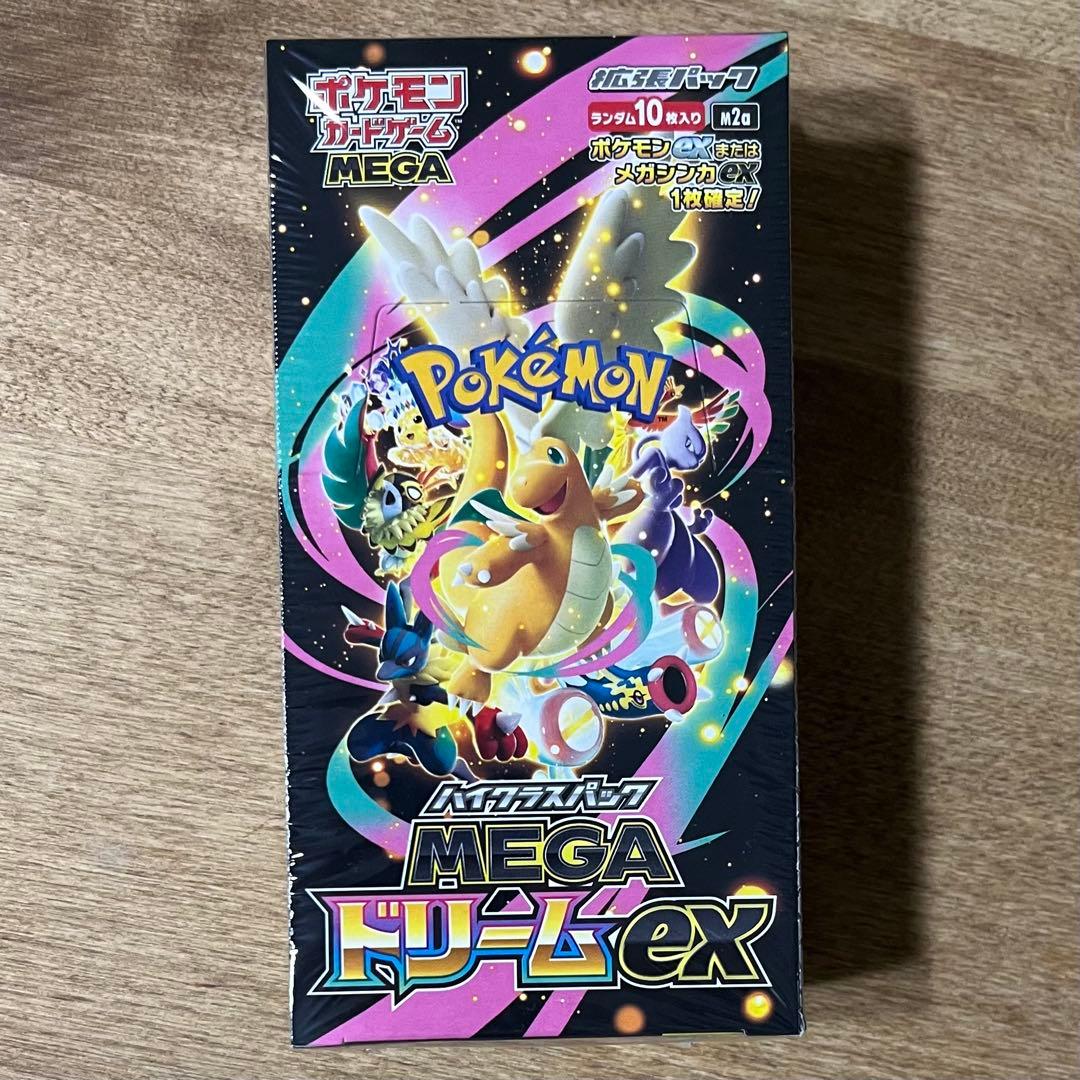 ポケモン
カードゲーム™
MEGA
拡張パック
ランダム10枚入り M2a
ポケモンexまたは
メガシンカex
1枚確定!
POKéMON™
ハイクラスパック
MEGA
ドリームex